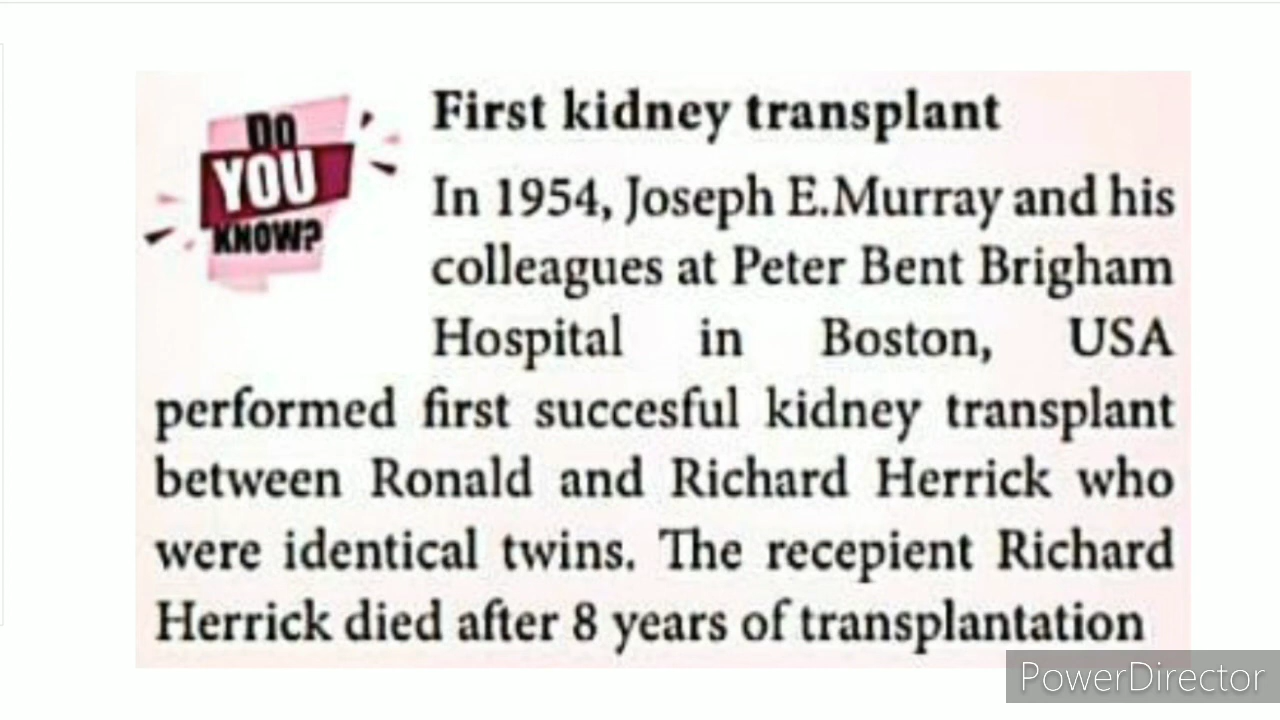 DO
YOU
KNOW?
First kidney transplant
In 1954, Joseph E.Murray and his
colleagues at Peter Bent Brigham
Hospital in Boston, USA
performed first succesful kidney transplant
between Ronald and Richard Herrick who
were identical twins. The recepient Richard
Herrick died after 8 years of transplantation
PowerDirector